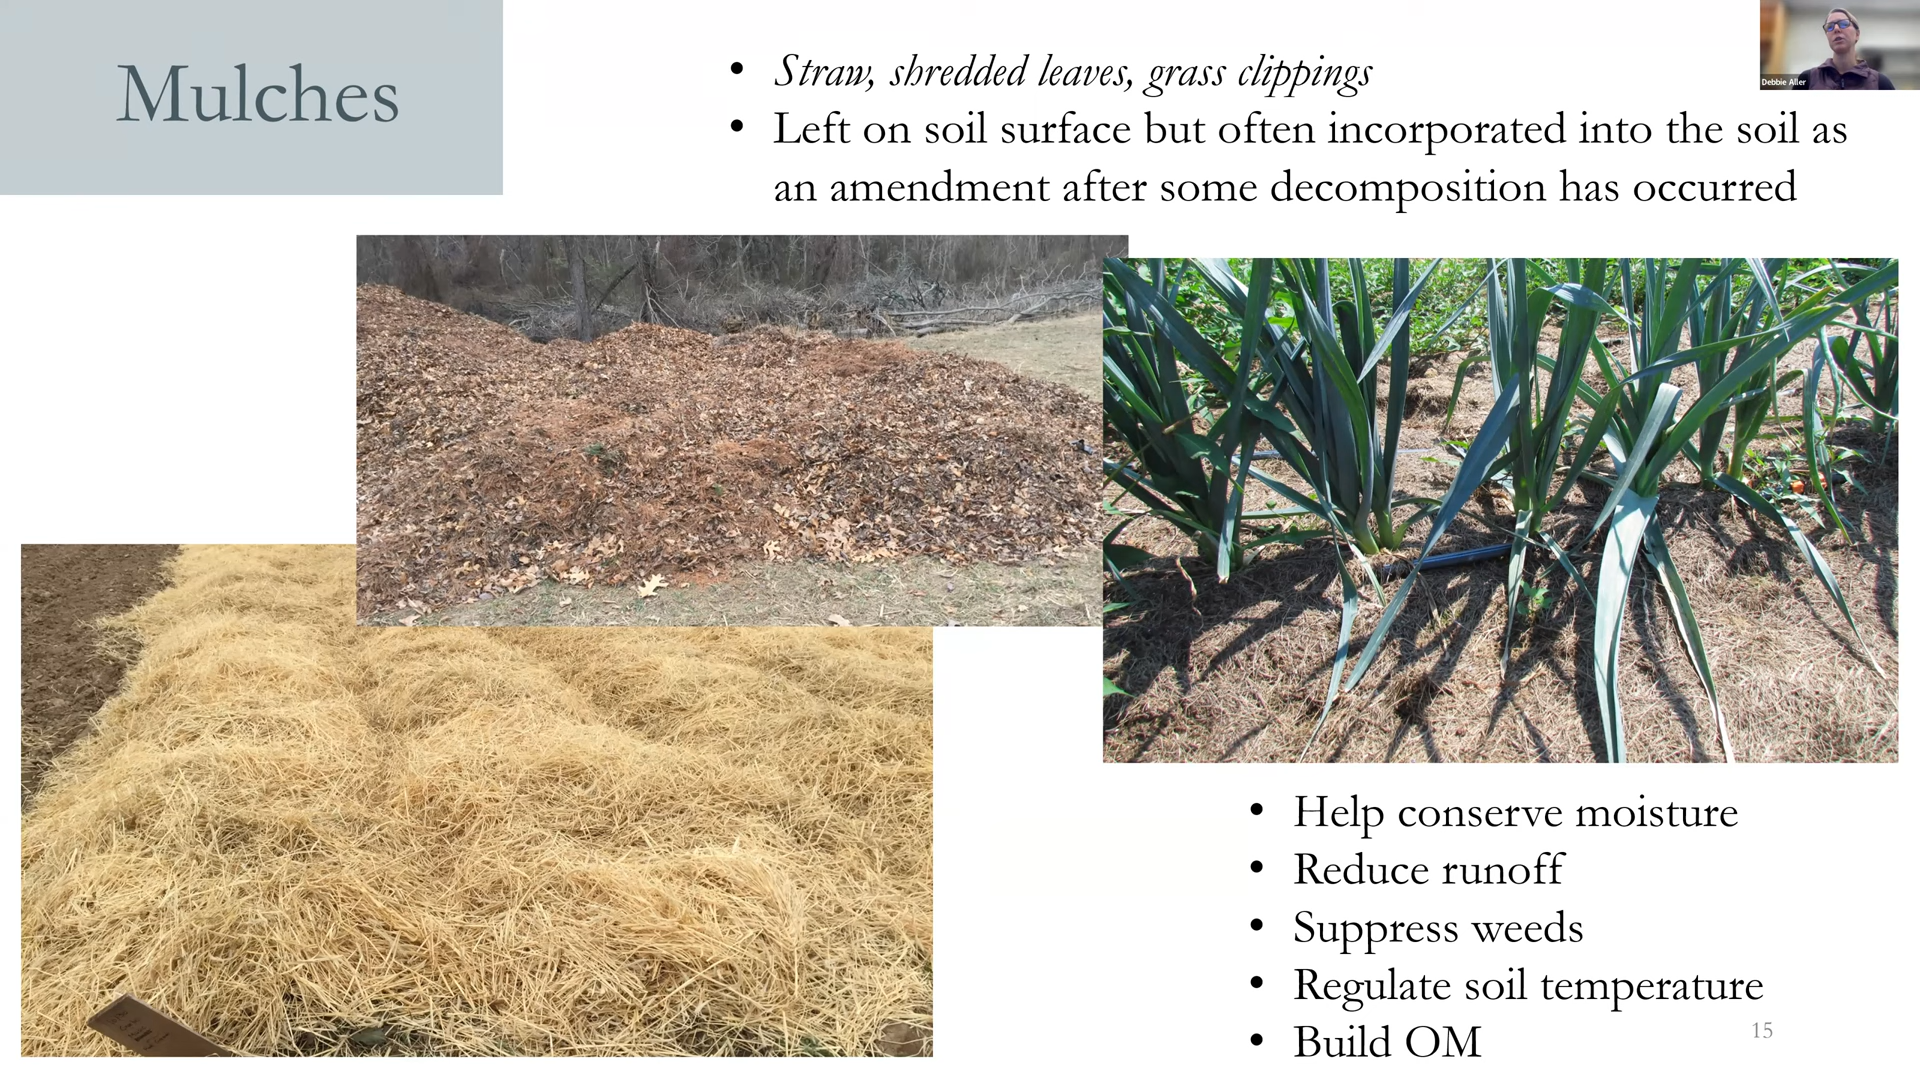 Mulches
• Straw, shredded leaves, grass clippings
• Left on soil surface but often incorporated into the soil as
an amendment after some decomposition has occurred
Debbie Aller
• Help conserve moisture
• Reduce runoff
• Suppress weeds
• Regulate soil temperature
• Build OM
15